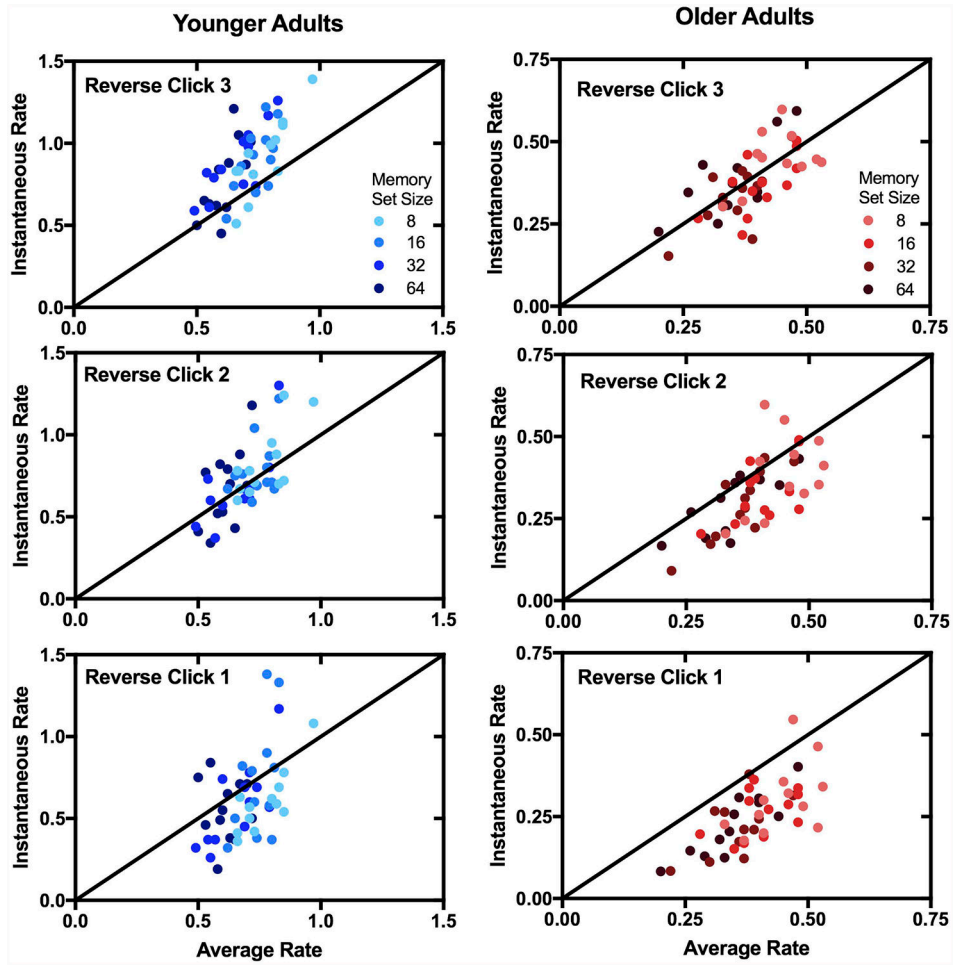 Younger Adults
Older Adults
1.5
Reverse Click 3
Instantaneous Rate
1.0
0.5
0.0
0.0 0.5 1.0 1.5
Memory
Set Size
8
16
32
64
0.75
Reverse Click 3
Instantaneous Rate
0.50
0.25
0.00
0.00 0.25 0.50 0.75
Memory
Set Size
8
16
32
64
1.5
Reverse Click 2
Instantaneous Rate
1.0
0.5
0.0
0.0 0.5 1.0 1.5
0.75
Reverse Click 2
Instantaneous Rate
0.50
0.25
0.00
0.00 0.25 0.50 0.75
1.5
Reverse Click 1
Instantaneous Rate
1.0
0.5
0.0
0.0 0.5 1.0 1.5
Average Rate
0.75
Reverse Click 1
Instantaneous Rate
0.50
0.25
0.00
0.00 0.25 0.50 0.75
Average Rate